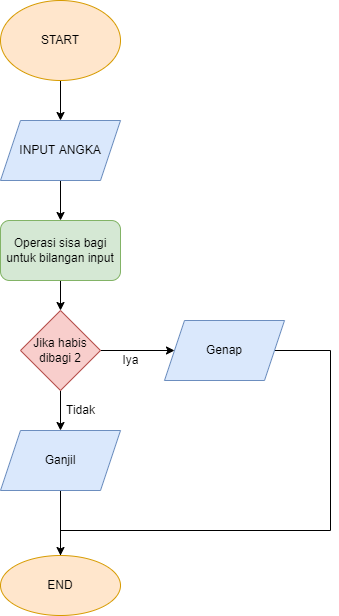 START
INPUT ANGKA
Operasi sisa bagi
untuk bilangan input
Jika habis
dibagi 2
Iya
Genap
Tidak
Ganjil
END